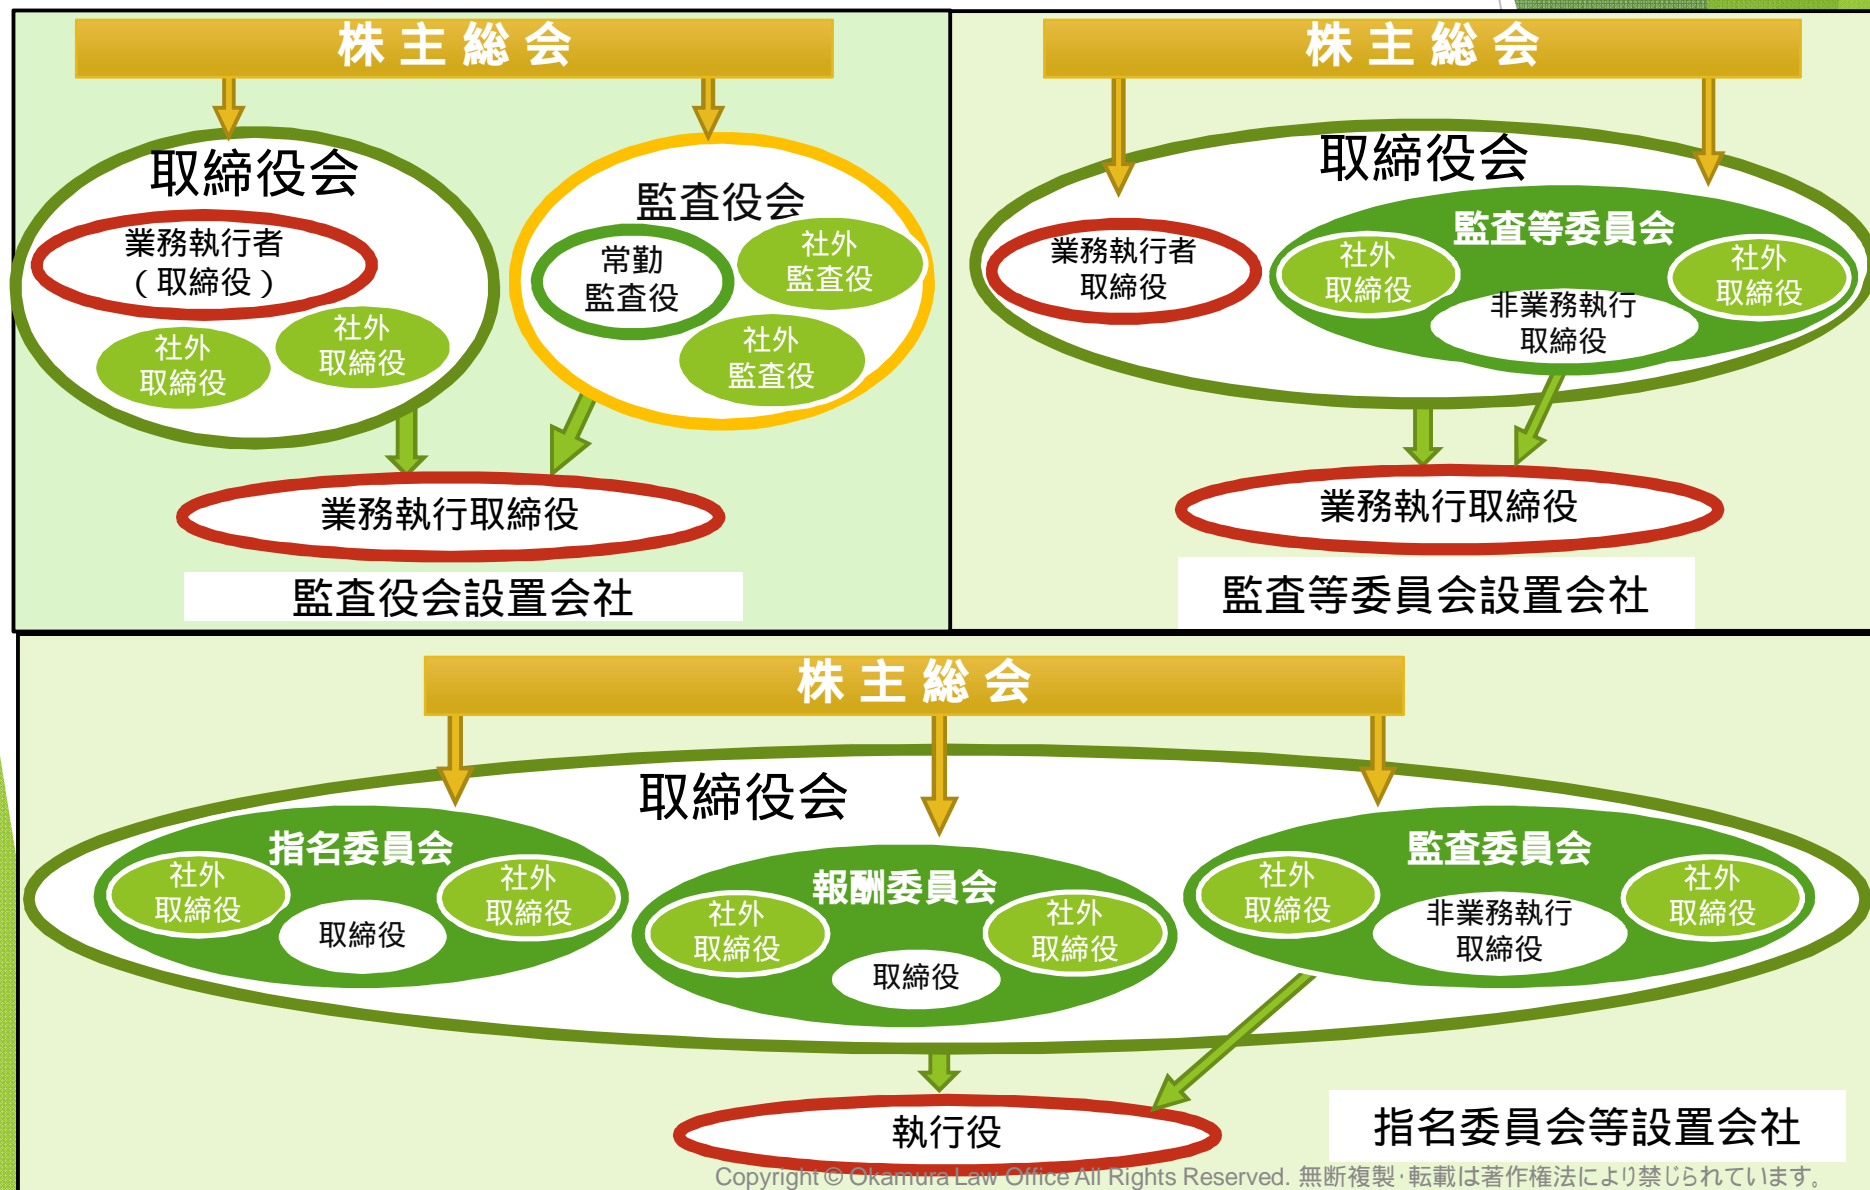 株主総会
取締役会
業務執行者
（取締役）
社外
取締役
社外
取締役
監査役会
常勤
監査役
社外
監査役
社外
監査役
業務執行取締役
監査役会設置会社
株主総会
取締役会
業務執行者
取締役
監査等委員会
社外
取締役
非業務執行
取締役
社外
取締役
業務執行取締役
監査等委員会設置会社
株主総会
取締役会
指名委員会
社外
取締役
取締役
社外
取締役
報酬委員会
社外
取締役
取締役
社外
取締役
監査委員会
社外
取締役
非業務執行
取締役
社外
取締役
執行役
指名委員会等設置会社
Copyright © Okamura Law Office All Rights Reserved. 無断複製・転載は著作権法により禁じられています。